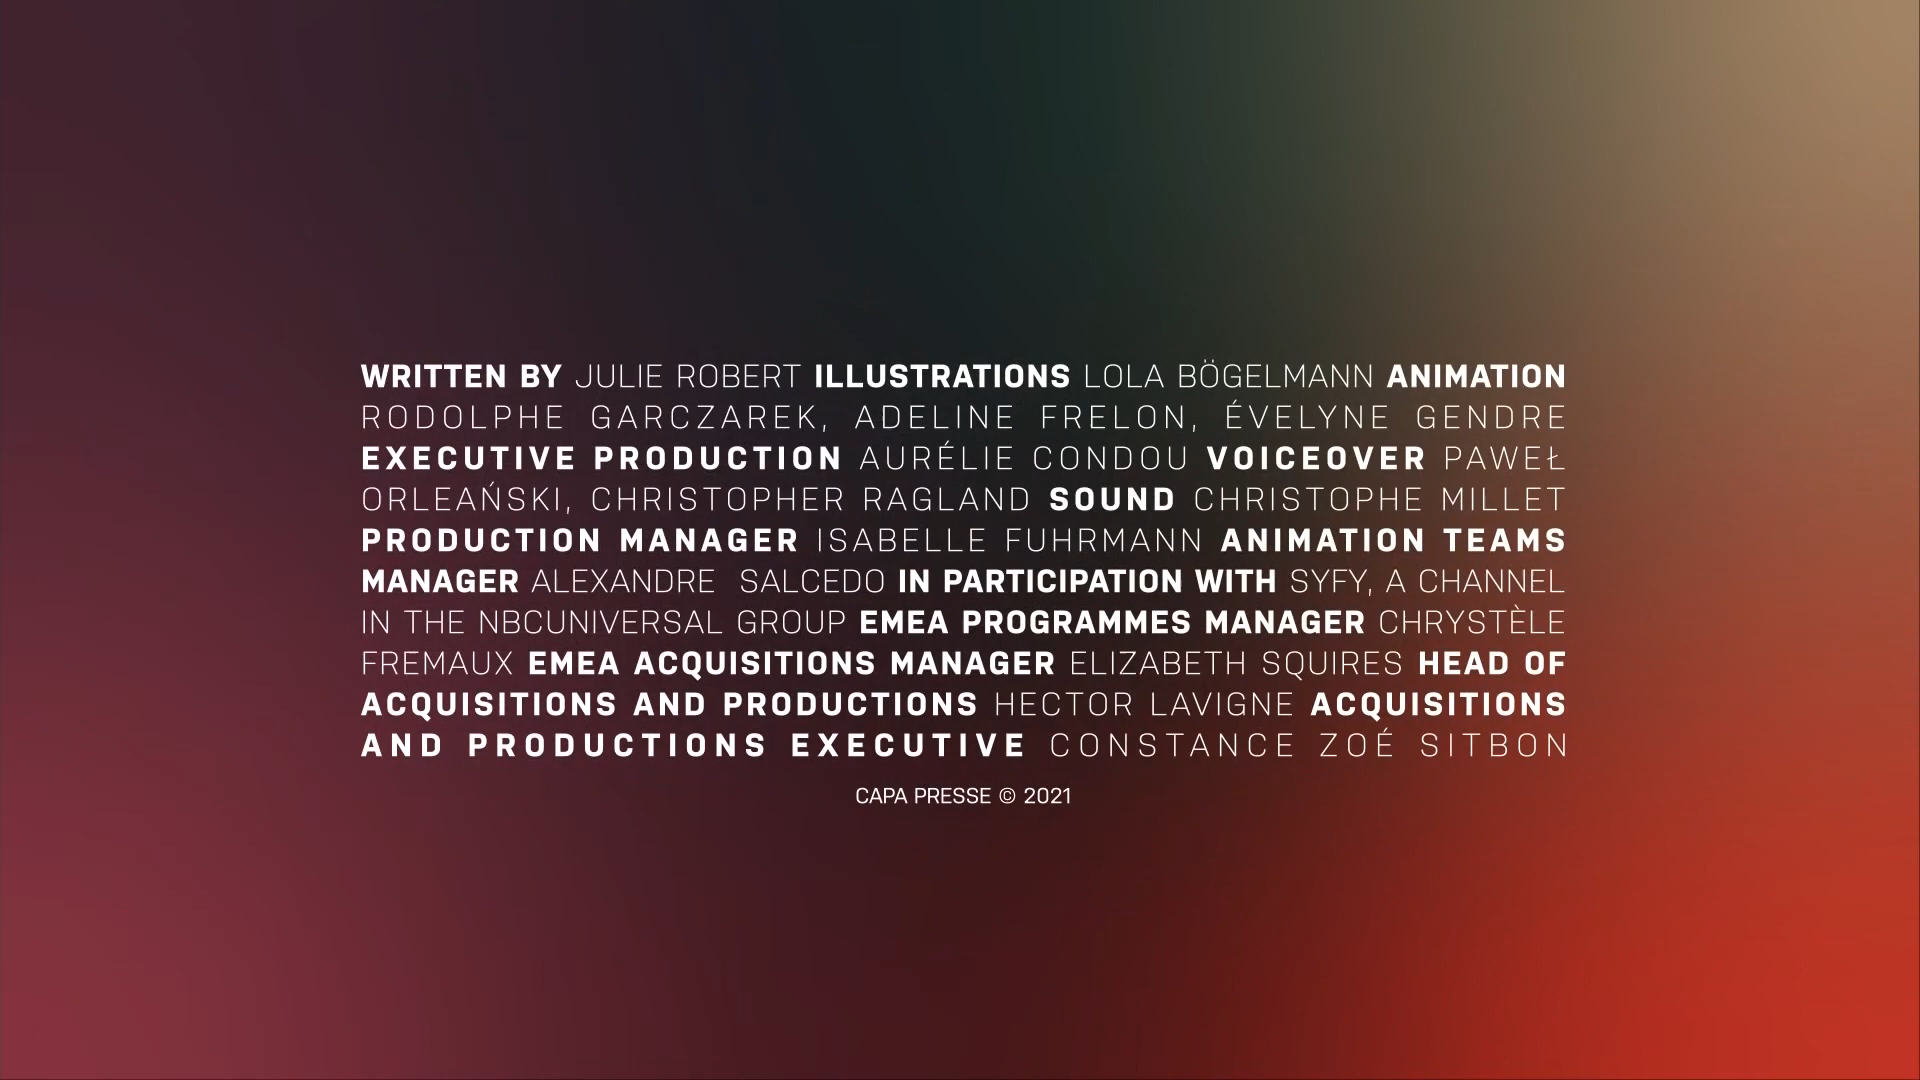 WRITTEN BY JULIE ROBERT ILLUSTRATIONS LOLA BÖGELMANN ANIMATION
RODOLPHE GARCZAREK, ADELINE FRELON, ÉVELYNE GENDRE
EXECUTIVE PRODUCTION AURÉLIE CONDOU VOICEOVER PAWEŁ
ORLEAŃSKI, CHRISTOPHER RAGLAND SOUND CHRISTOPHE MILLET
PRODUCTION MANAGER ISABELLE FUHRMANN ANIMATION TEAMS
MANAGER ALEXANDRE SALCEDO IN PARTICIPATION WITH SYFY, A CHANNEL
IN THE NBCUNIVERSAL GROUP EMEA PROGRAMMES MANAGER CHRYSTÈLE
FREMAUX EMEA ACQUISITIONS MANAGER ELIZABETH SQUIRES HEAD OF
ACQUISITIONS AND PRODUCTIONS HECTOR LAVIGNE ACQUISITIONS
AND PRODUCTIONS EXECUTIVE CONSTANCE ZOÉ SITBON
CAPA PRESSE © 2021